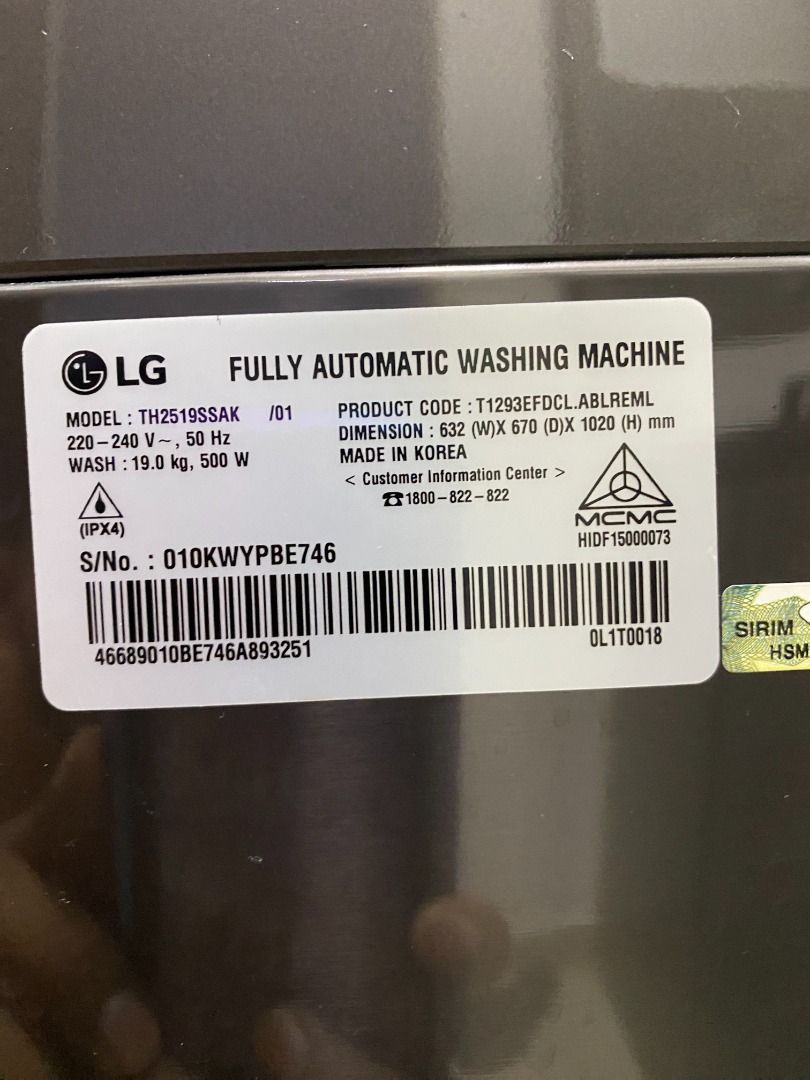 LG FULLY AUTOMATIC WASHING MACHINE
MODEL : TH2519SSAK /01
220-240 V~, 50 Hz
WASH : 19.0 kg, 500 W
(IPX4)
PRODUCT CODE : T1293EFDCL.ABLREML
DIMENSION : 632 (W)X 670 (D)X 1020 (H) mm
MADE IN KOREA
< Customer Information Center >
☎1800-822-822
MCMC
HIDF15000073
S/No. : 010KWYPBE746
46689010BE746A893251
0L1T0018
SIRIM
HSM